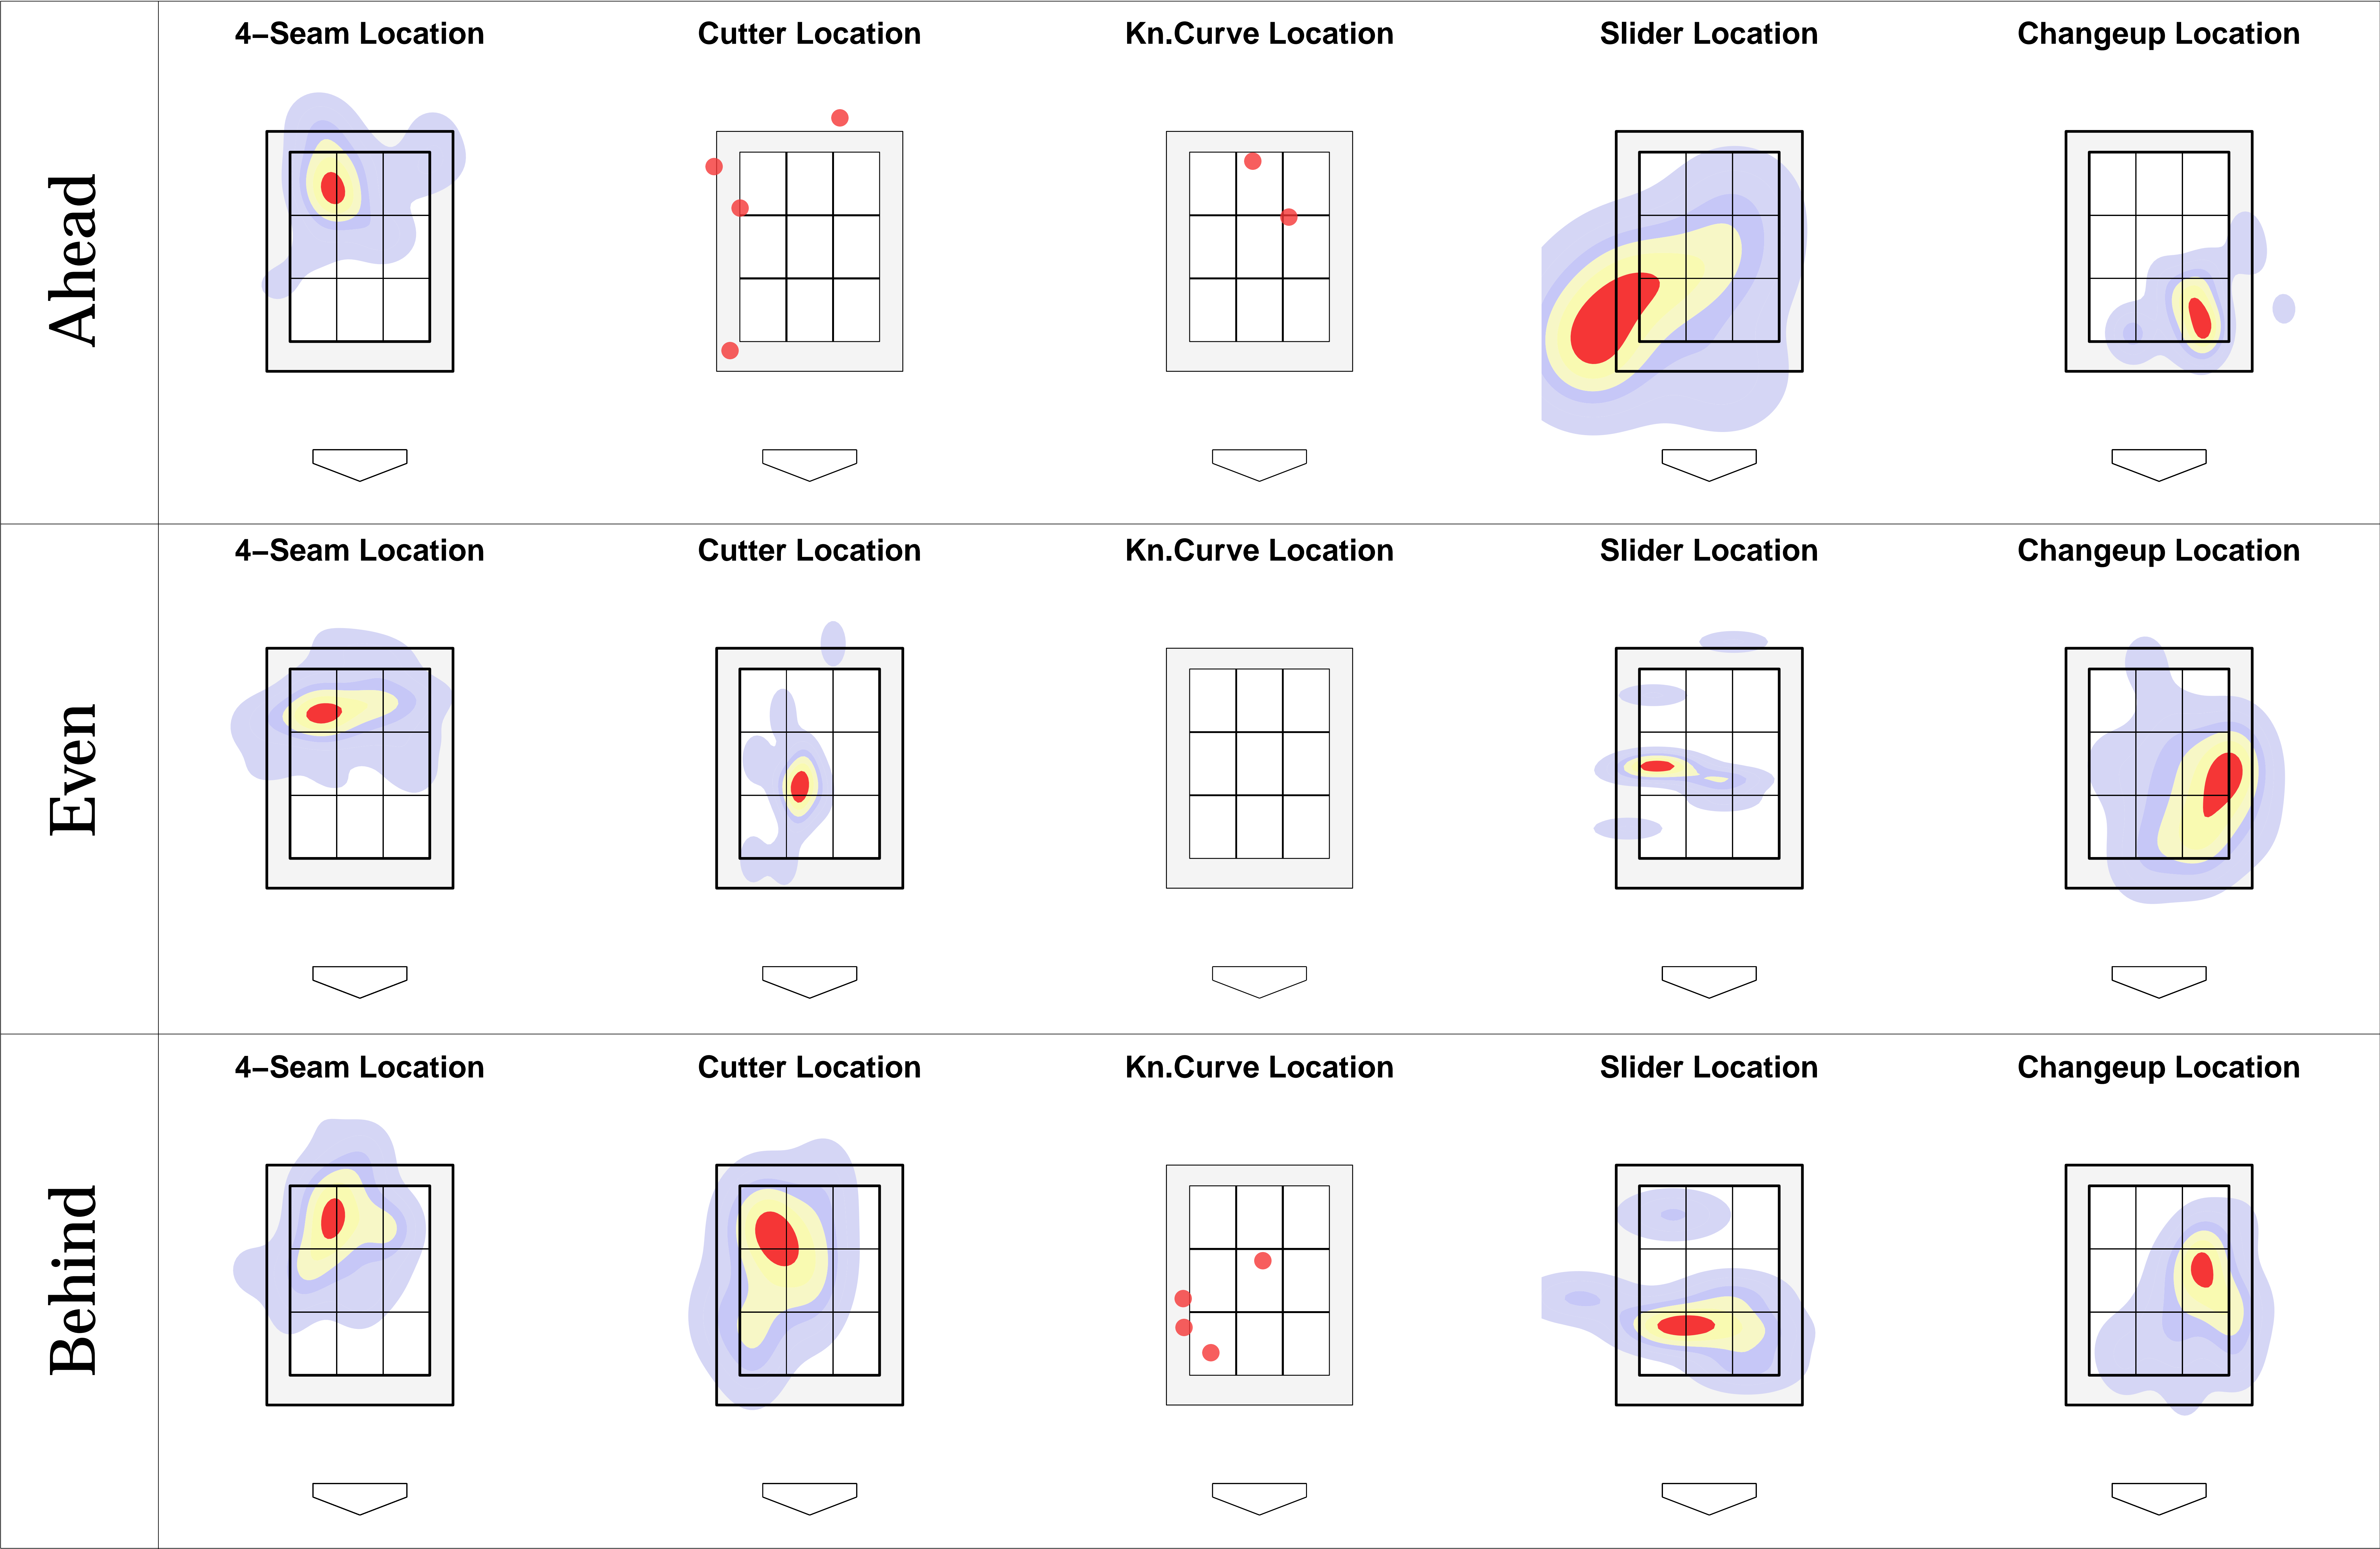 4–Seam Location
Cutter Location
Kn.Curve Location
Slider Location
Changeup Location
Ahead
4–Seam Location
Cutter Location
Kn.Curve Location
Slider Location
Changeup Location
Even
4–Seam Location
Cutter Location
Kn.Curve Location
Slider Location
Changeup Location
Behind